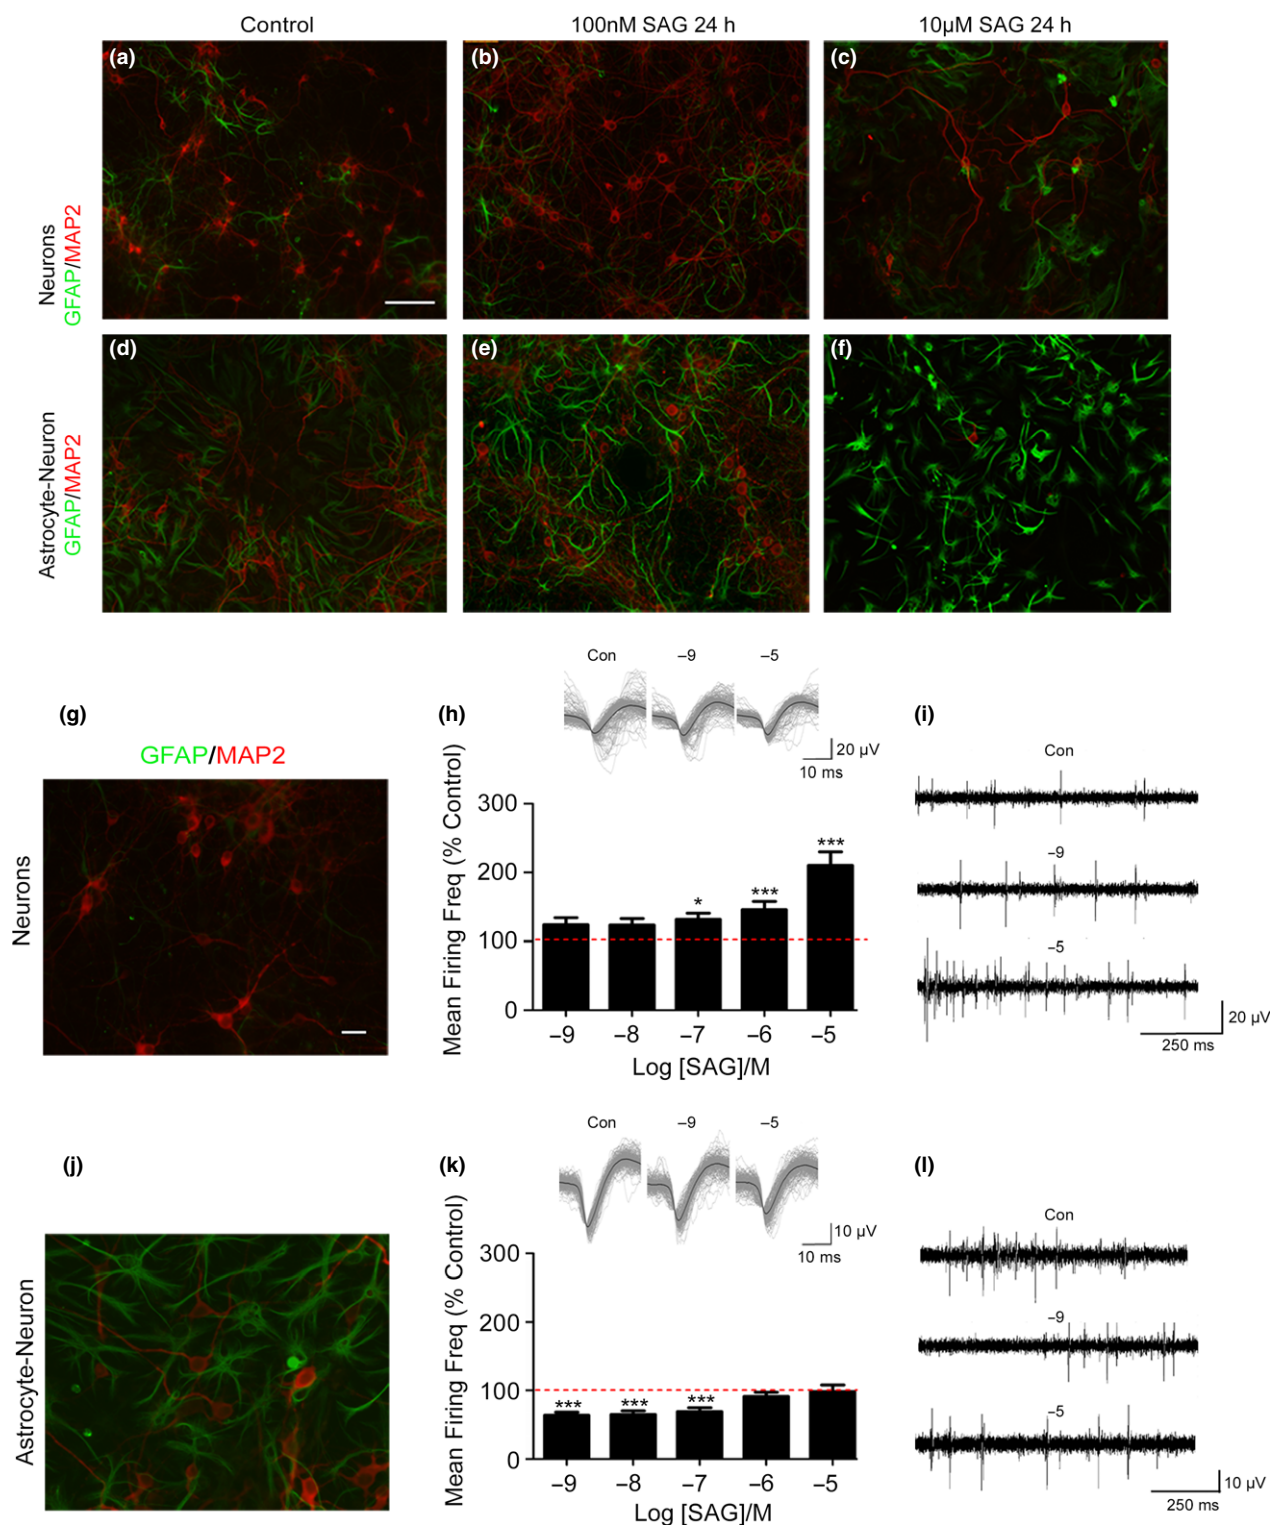 Control
100nM SAG 24 h
10µM SAG 24 h
(a)
(b)
(c)
Neurons
GFAP/MAP2
(d)
(e)
(f)
Astrocyte-Neuron
GFAP/MAP2
(g)
GFAP/MAP2
Neurons
(h)
Con
–9
–5
20 µV
10 ms
Mean Firing Freq (% Control)
300
200
100
0
*
***
***
–9
–8
–7
–6
–5
Log [SAG]/M
(i)
Con
–9
–5
20 µV
250 ms
(j)
Astrocyte-Neuron
(k)
Con
–9
–5
10 µV
10 ms
Mean Firing Freq (% Control)
300
200
100
0
***
***
***
–9
–8
–7
–6
–5
Log [SAG]/M
(l)
Con
–9
–5
10 µV
250 ms